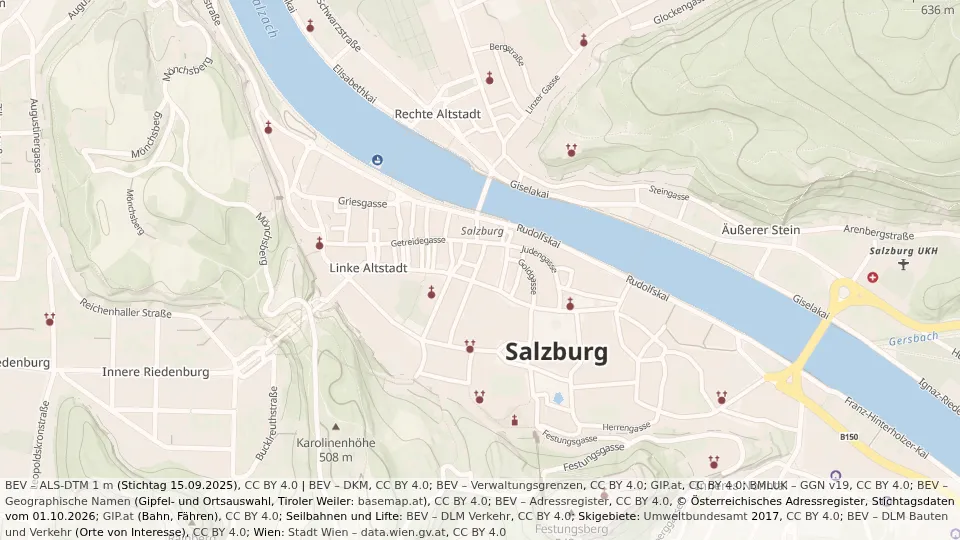 636 m
Salzach
Schwarzstraße
Glockengasse
Bergstraße
Mönchsberg
Elisabethkai
Linzer Gasse
Augustinergasse
Rechte Altstadt
Mönchsberg
Mönchsberg
Griesgasse
Giselakai
Steingasse
Mönchsberg
Salzburg
Rudolfskai
Äußerer Stein
Arenbergstraße
Getreidegasse
Judengasse
Salzburg UKH
Linke Altstadt
Goldgasse
Rudolfskai
Reichenhaller Straße
Giselakai
Gersbach
Salzburg
Innere Riedenburg
Franz-Hinterholzer-Kai
Bucklreuthstraße
Herrengasse
B150
Karolinenhöhe
508 m
Festungsgasse
Festungsgasse
BEV – ALS-DTM 1 m (Stichtag 15.09.2025), CC BY 4.0 | BEV – DKM, CC BY 4.0; BEV – Verwaltungsgrenzen, CC BY 4.0; GIP.at, CC BY 4.0; BMLUK – GGN v19, CC BY 4.0; BEV –
Geographische Namen (Gipfel- und Ortsauswahl, Tiroler Weiler: basemap.at), CC BY 4.0; BEV – Adressregister, CC BY 4.0, © Österreichisches Adressregister, Stichtagsdaten
vom 01.10.2026; GIP.at (Bahn, Fähren), CC BY 4.0; Seilbahnen und Lifte: BEV – DLM Verkehr, CC BY 4.0; Skigebiete: Umweltbundesamt 2017, CC BY 4.0; BEV – DLM Bauten
und Verkehr (Orte von Interesse), CC BY 4.0; Wien: Stadt Wien – data.wien.gv.at, CC BY 4.0
Festungsberg